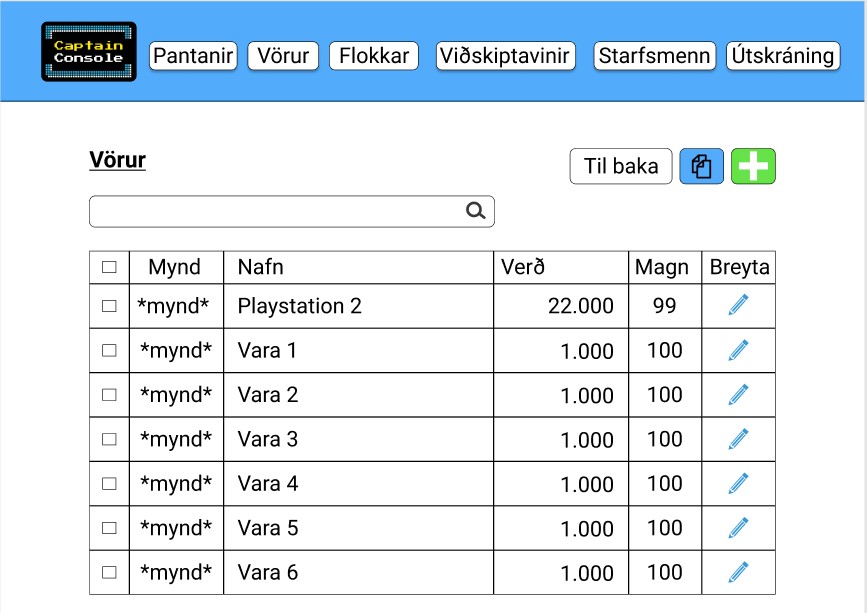 Captain
Console
Pantanir Vörur Flokkar Viðskiptavinir Starfsmenn Útskráning
Vörur
Til baka
Mynd Nafn Verð Magn Breyta
*mynd* Playstation 2 22.000 99
*mynd* Vara 1 1.000 100
*mynd* Vara 2 1.000 100
*mynd* Vara 3 1.000 100
*mynd* Vara 4 1.000 100
*mynd* Vara 5 1.000 100
*mynd* Vara 6 1.000 100